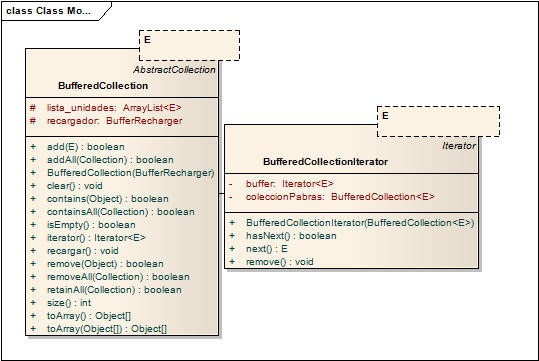 class Class Mo...
E
AbstractCollection
BufferedCollection
# lista_unidades: ArrayList<E>
# recargador: BufferRecharger
+ add(E) : boolean
+ addAll(Collection) : boolean
+ BufferedCollection(BufferRecharger)
+ clear() : void
+ contains(Object) : boolean
+ containsAll(Collection) : boolean
+ isEmpty() : boolean
+ iterator() : Iterator<E>
+ recargar() : void
+ remove(Object) : boolean
+ removeAll(Collection) : boolean
+ retainAll(Collection) : boolean
+ size() : int
+ toArray() : Object[]
+ toArray(Object[]) : Object[]
E
Iterator
BufferedCollectionIterator
- buffer: Iterator<E>
- coleccionPabras: BufferedCollection<E>
+ BufferedCollectionIterator(BufferedCollection<E>)
+ hasNext() : boolean
+ next() : E
+ remove() : void